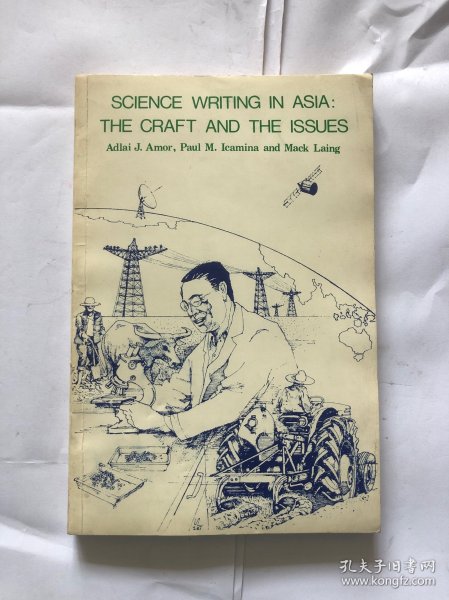 SCIENCE WRITING IN ASIA:
THE CRAFT AND THE ISSUES
Adlai J. Amor, Paul M. Icamina and Mack Laing
孔夫子旧书网
www.kongfz.com